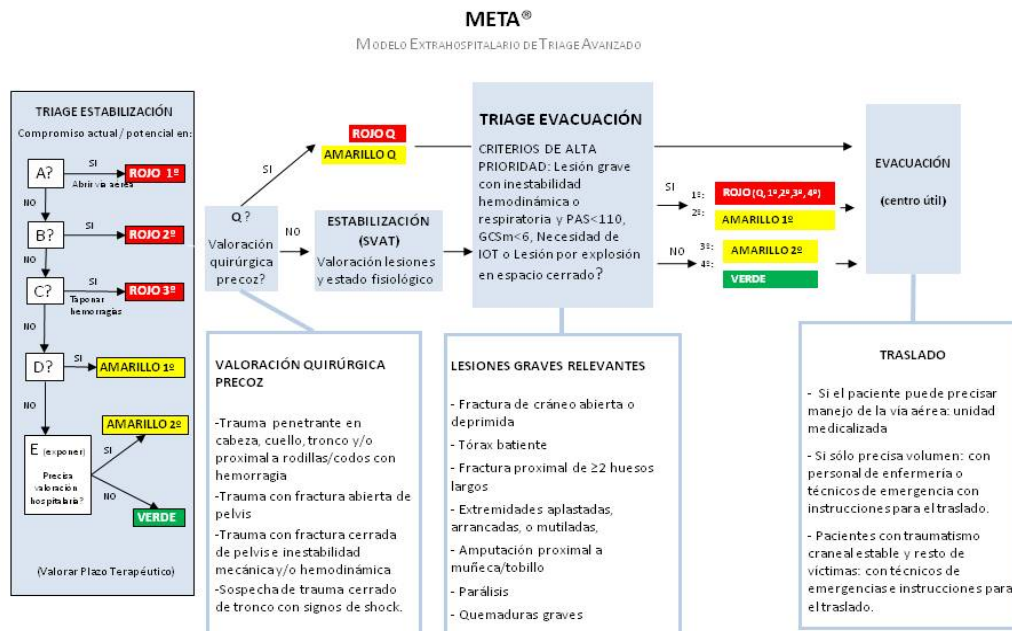 META®
MODELO EXTRAHOSPITALARIO DE TRIAGE AVANZADO
TRIAGE ESTABILIZACIÓN
Compromiso actual/ potencial en:
A?
SI
ROJO 1º
Abrir vía aérea
NO
B?
SI
ROJO 2º
NO
C?
SI
ROJO 3º
Taponar
hemorragias
NO
D?
SI
AMARILLO 1º
NO
AMARILLO 2º
E (exponer)
Precisa
valoración
hospitalaria?
SI
NO
VERDE
(Valorar Plazo Terapéutico)
Q?
Valoración
quirúrgica
precoz?
SI
ROJO Q
AMARILLO Q
NO
ESTABILIZACIÓN
(SVAT)
Valoración lesiones
y estado fisiológico
TRIAGE EVACUACIÓN
CRITERIOS DE ALTA
PRIORIDAD: Lesión grave
con inestabilidad
hemodinámica o
respiratoria y PAS<110,
GCSm<6, Necesidad de
IOT o Lesión por explosión
en espacio cerrado?
SI
1º:
ROJO (Q, 1º,2º,3º, 4º)
2º:
AMARILLO 1º
NO
3º:
AMARILLO 2º
4º:
VERDE
EVACUACIÓN
(centro útil)
VALORACIÓN QUIRÚRGICA
PRECOZ
-Trauma penetrante en
cabeza, cuello, tronco y/o
proximal a rodillas/codos con
hemorragia
-Trauma con fractura abierta de
pelvis
-Trauma con fractura cerrada
de pelvis e inestabilidad
mecánica y/o hemodinámica
-Sospecha de trauma cerrado
de tronco con signos de shock.
LESIONES GRAVES RELEVANTES
- Fractura de cráneo abierta o
deprimida
- Tórax batiente
- Fractura proximal de ≥2 huesos
largos
- Extremidades aplastadas,
arrancadas, o mutiladas,
- Amputación proximal a
muñeca/tobillo
- Parálisis
- Quemaduras graves
TRASLADO
- Si el paciente puede precisar
manejo de la vía aérea: unidad
medicalizada
- Si sólo precisa volumen: con
personal de enfermería o
técnicos de emergencia con
instrucciones para el traslado.
- Pacientes con traumatismo
craneal estable y resto de
víctimas: con técnicos de
emergencias e instrucciones para
el traslado.